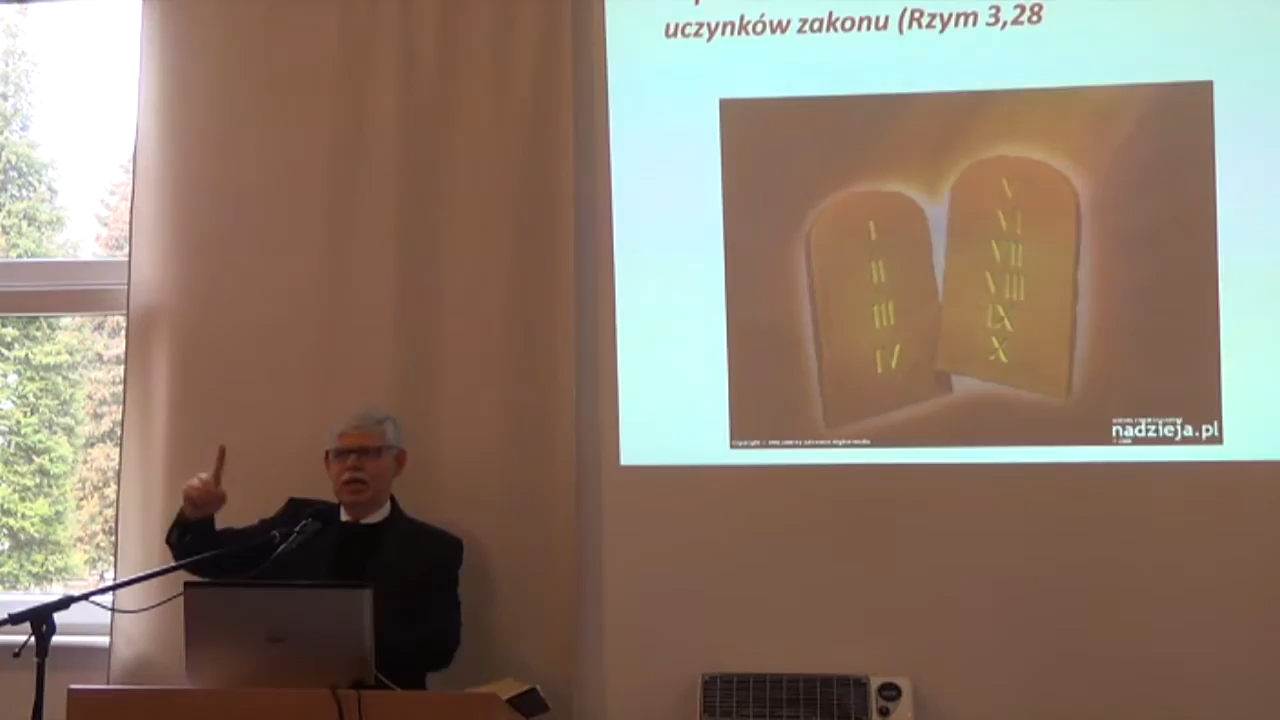 uczynków zakonu (Rzym 3,28
I
II
III
IV
V
VI
VII
VIII
IX
X
nadzieja.pl